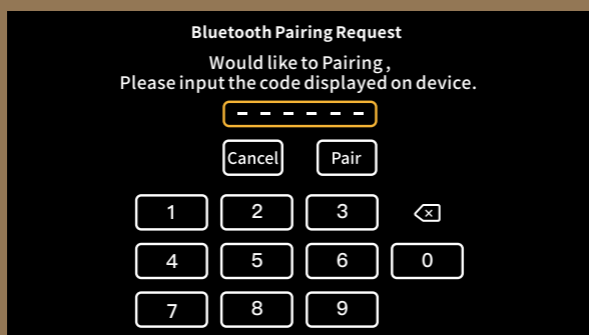 Bluetooth Pairing Request
Would like to Pairing ,
Please input the code displayed on device.
– – – – – –
Cancel Pair
1 2 3
4 5 6 0
7 8 9